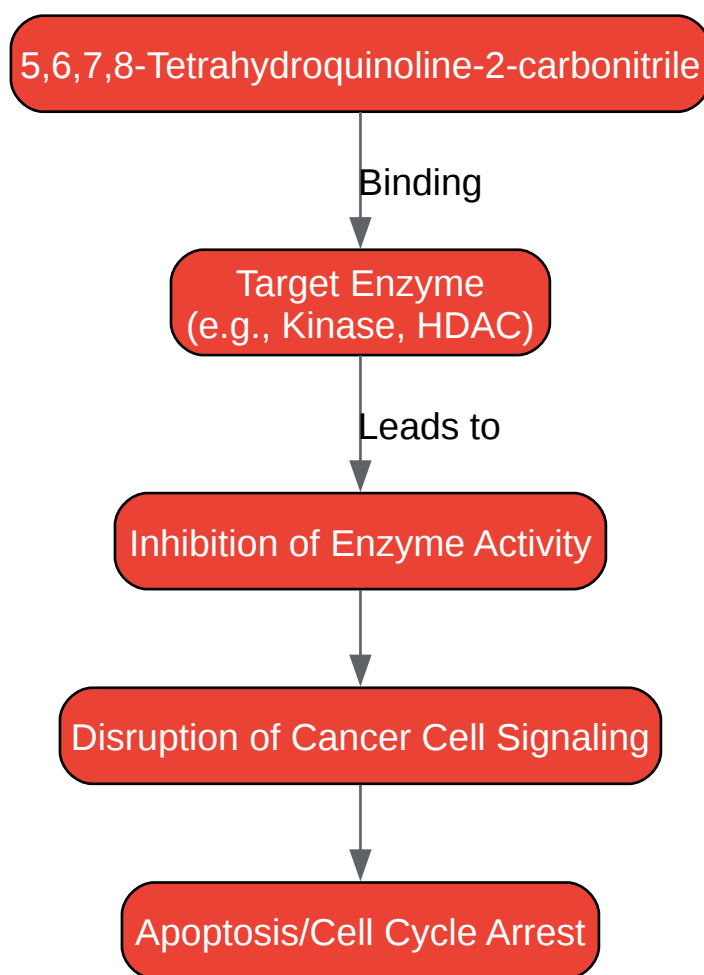 5,6,7,8-Tetrahydroquinoline-2-carbonitrile
Binding
Target Enzyme
(e.g., Kinase, HDAC)
Leads to
Inhibition of Enzyme Activity
Disruption of Cancer Cell Signaling
Apoptosis/Cell Cycle Arrest